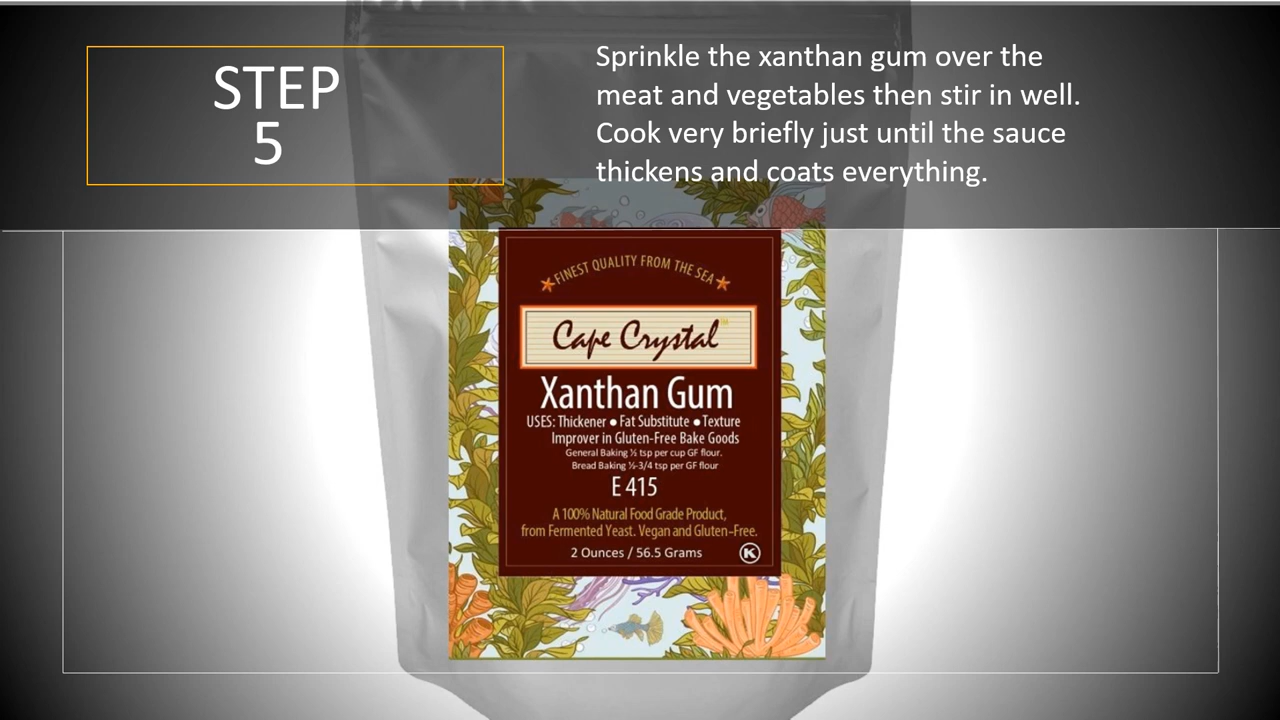 STEP
5
Sprinkle the xanthan gum over the
meat and vegetables then stir in well.
Cook very briefly just until the sauce
thickens and coats everything.
FINEST QUALITY FROM THE SEA
Cape Crystal™
Xanthan Gum
USES: Thickener ● Fat Substitute ● Texture
Improver in Gluten-Free Bake Goods
General Baking ½ tsp per cup GF flour.
Bread Baking ½-3/4 tsp per GF flour
E 415
A 100% Natural Food Grade Product,
from Fermented Yeast. Vegan and Gluten-Free.
2 Ounces / 56.5 Grams
K